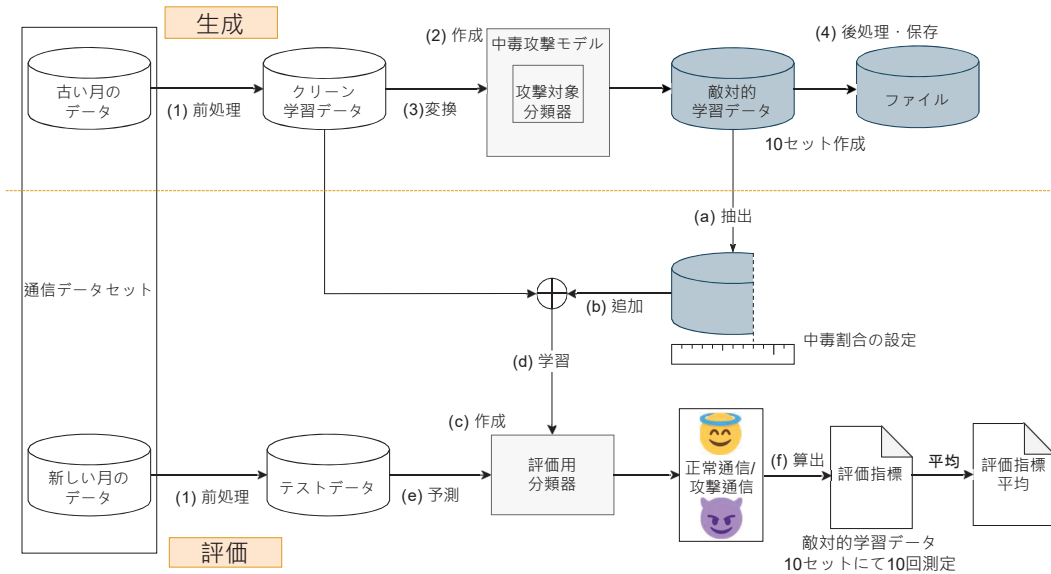 生成
古い月の
データ
(1) 前処理
クリーン
学習データ
(2) 作成
(3)変換
中毒攻撃モデル
攻撃対象
分類器
敵対的
学習データ
10セット作成
(4) 後処理・保存
ファイル
(a) 抽出
通信データセット
(b) 追加
中毒割合の設定
(d) 学習
(c) 作成
新しい月の
データ
(1) 前処理
テストデータ
(e) 予測
評価用
分類器
正常通信/
攻撃通信
(f) 算出
評価指標
平均
評価指標
平均
敵対的学習データ
10セットにて10回測定
評価